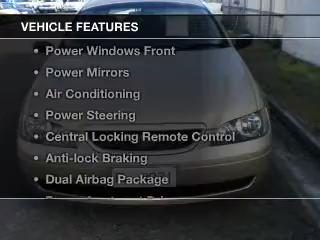 VEHICLE FEATURES
• Power Windows Front
• Power Mirrors
• Air Conditioning
• Power Steering
• Central Locking Remote Control
• Anti-lock Braking
• Dual Airbag Package